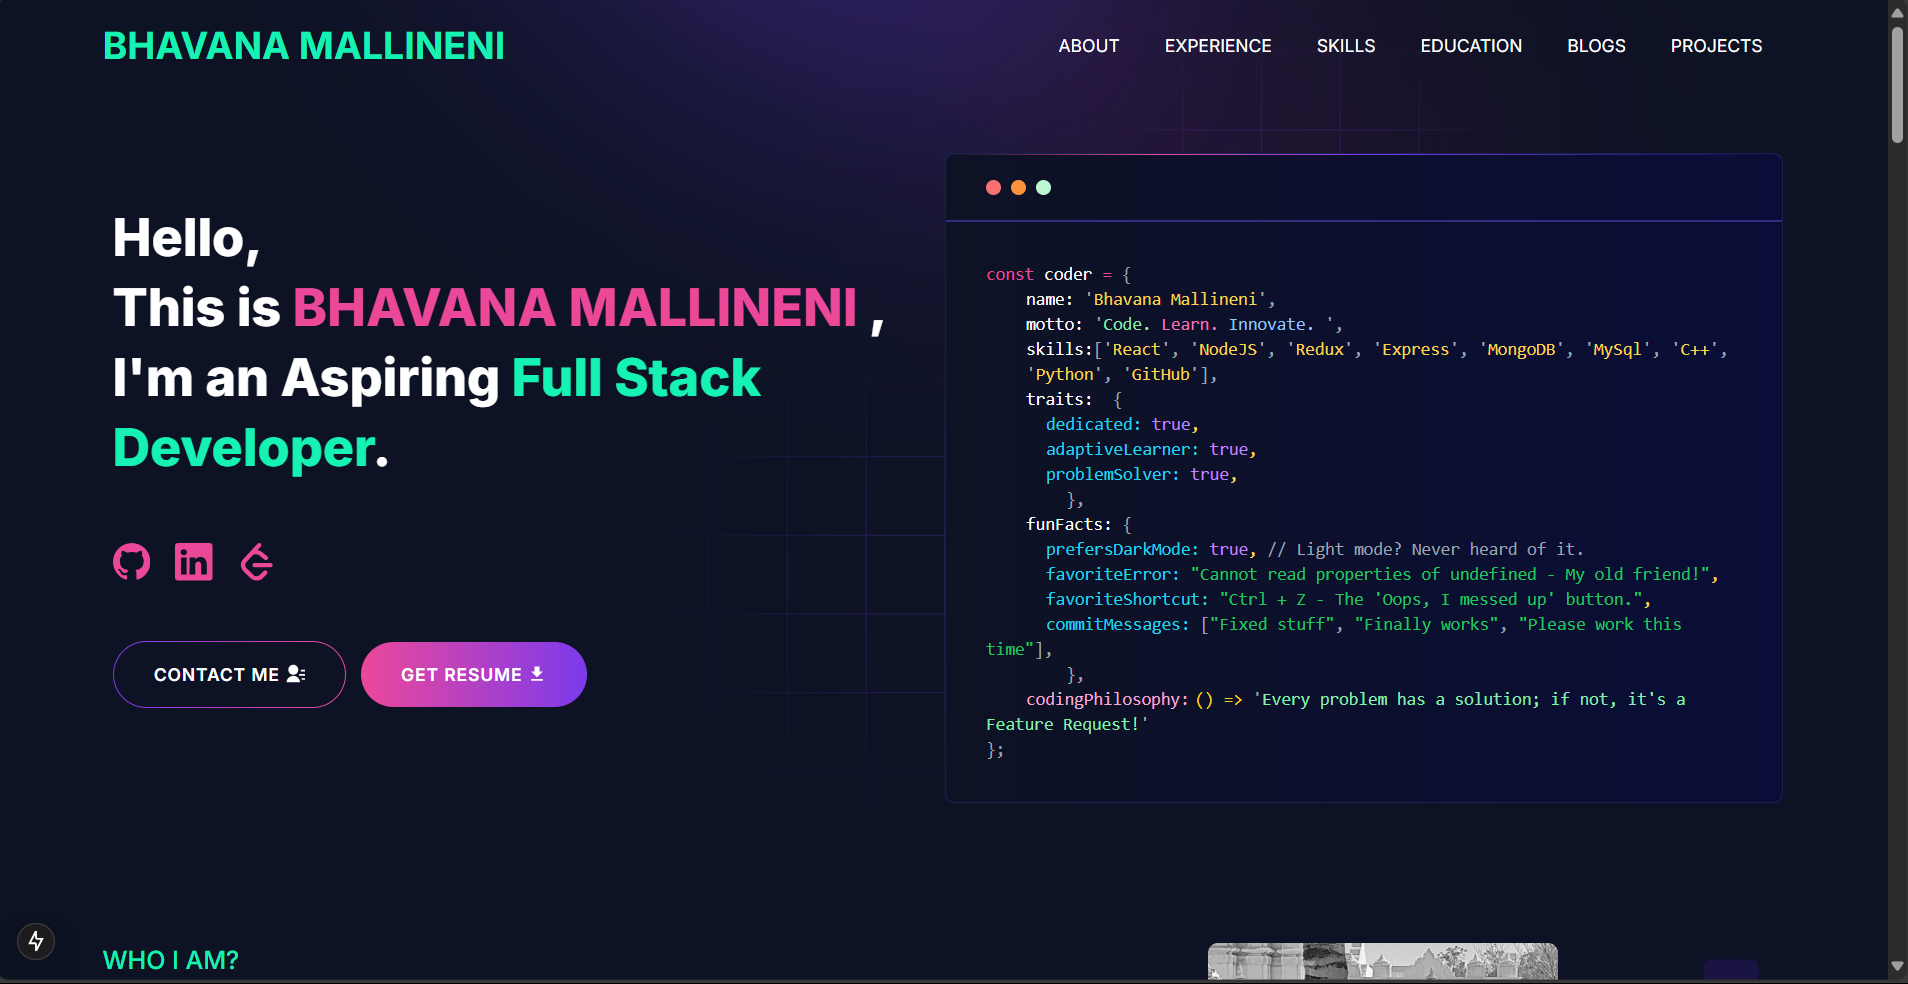 BHAVANA MALLINENI
ABOUT EXPERIENCE SKILLS EDUCATION BLOGS PROJECTS
Hello,
This is BHAVANA MALLINENI ,
I'm an Aspiring Full Stack
Developer.
in
CONTACT ME
GET RESUME
const coder = {
name: 'Bhavana Mallineni',
motto: 'Code. Learn. Innovate. ',
skills:['React', 'NodeJS', 'Redux', 'Express', 'MongoDB', 'MySql', 'C++',
'Python', 'GitHub'],
traits: {
dedicated: true,
adaptiveLearner: true,
problemSolver: true,
},
funFacts: {
prefersDarkMode: true, // Light mode? Never heard of it.
favoriteError: "Cannot read properties of undefined - My old friend!",
favoriteShortcut: "Ctrl + Z - The 'Oops, I messed up' button.",
commitMessages: ["Fixed stuff", "Finally works", "Please work this
time"],
},
codingPhilosophy: () => 'Every problem has a solution; if not, it's a
Feature Request!'
};
WHO I AM?